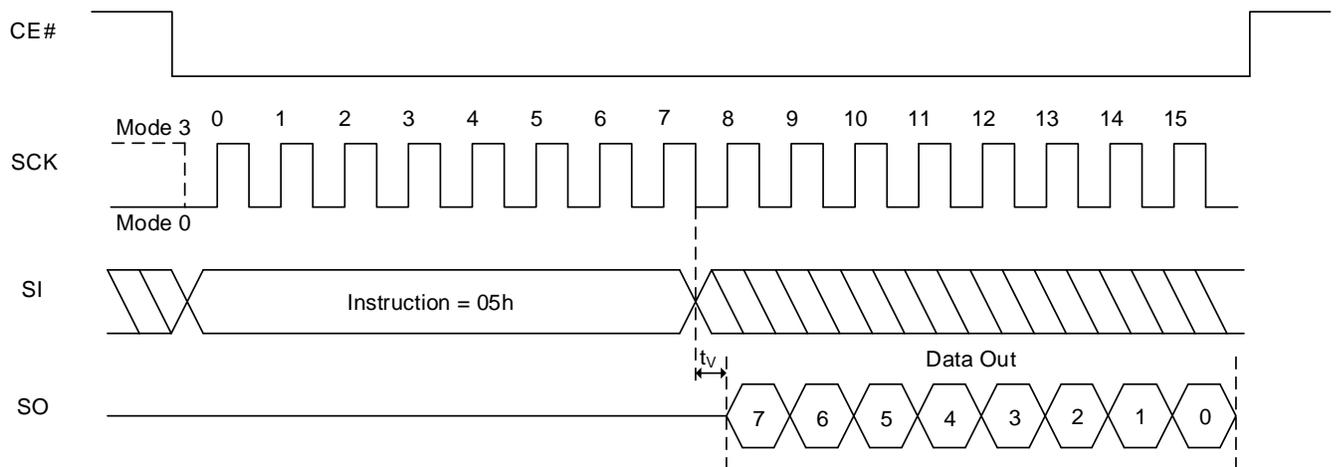 CE#
Mode 3
0 1 2 3 4 5 6 7 8 9 10 11 12 13 14 15
SCK
Mode 0
SI
Instruction = 05h
tV
Data Out
SO
7 6 5 4 3 2 1 0